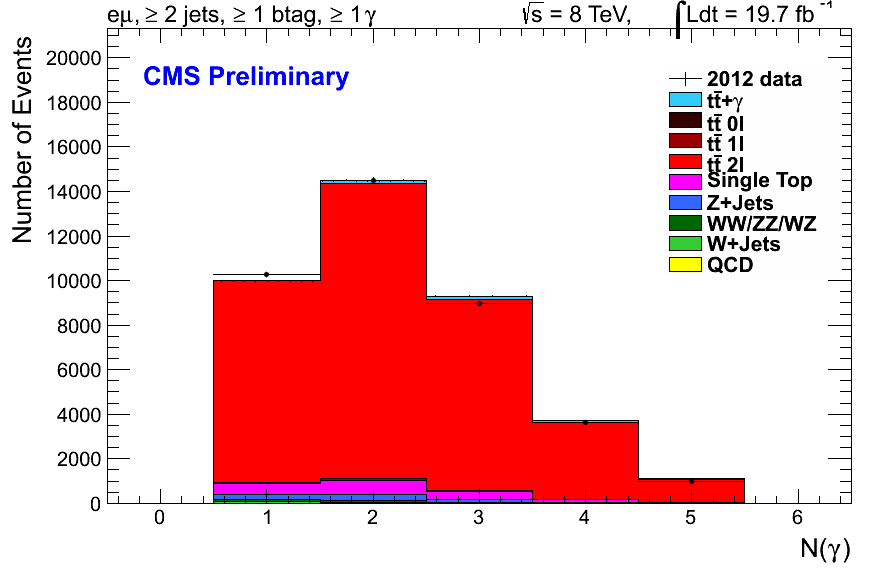 eμ, ≥ 2 jets, ≥ 1 btag, ≥ 1 γ
√s = 8 TeV, ∫Ldt = 19.7 fb⁻¹
CMS Preliminary
2012 data
tt̄+γ
tt̄ 0l
tt̄ 1l
tt̄ 2l
Single Top
Z+Jets
WW/ZZ/WZ
W+Jets
QCD
Number of Events
20000
18000
16000
14000
12000
10000
8000
6000
4000
2000
0
0 1 2 3 4 5 6
N(γ)